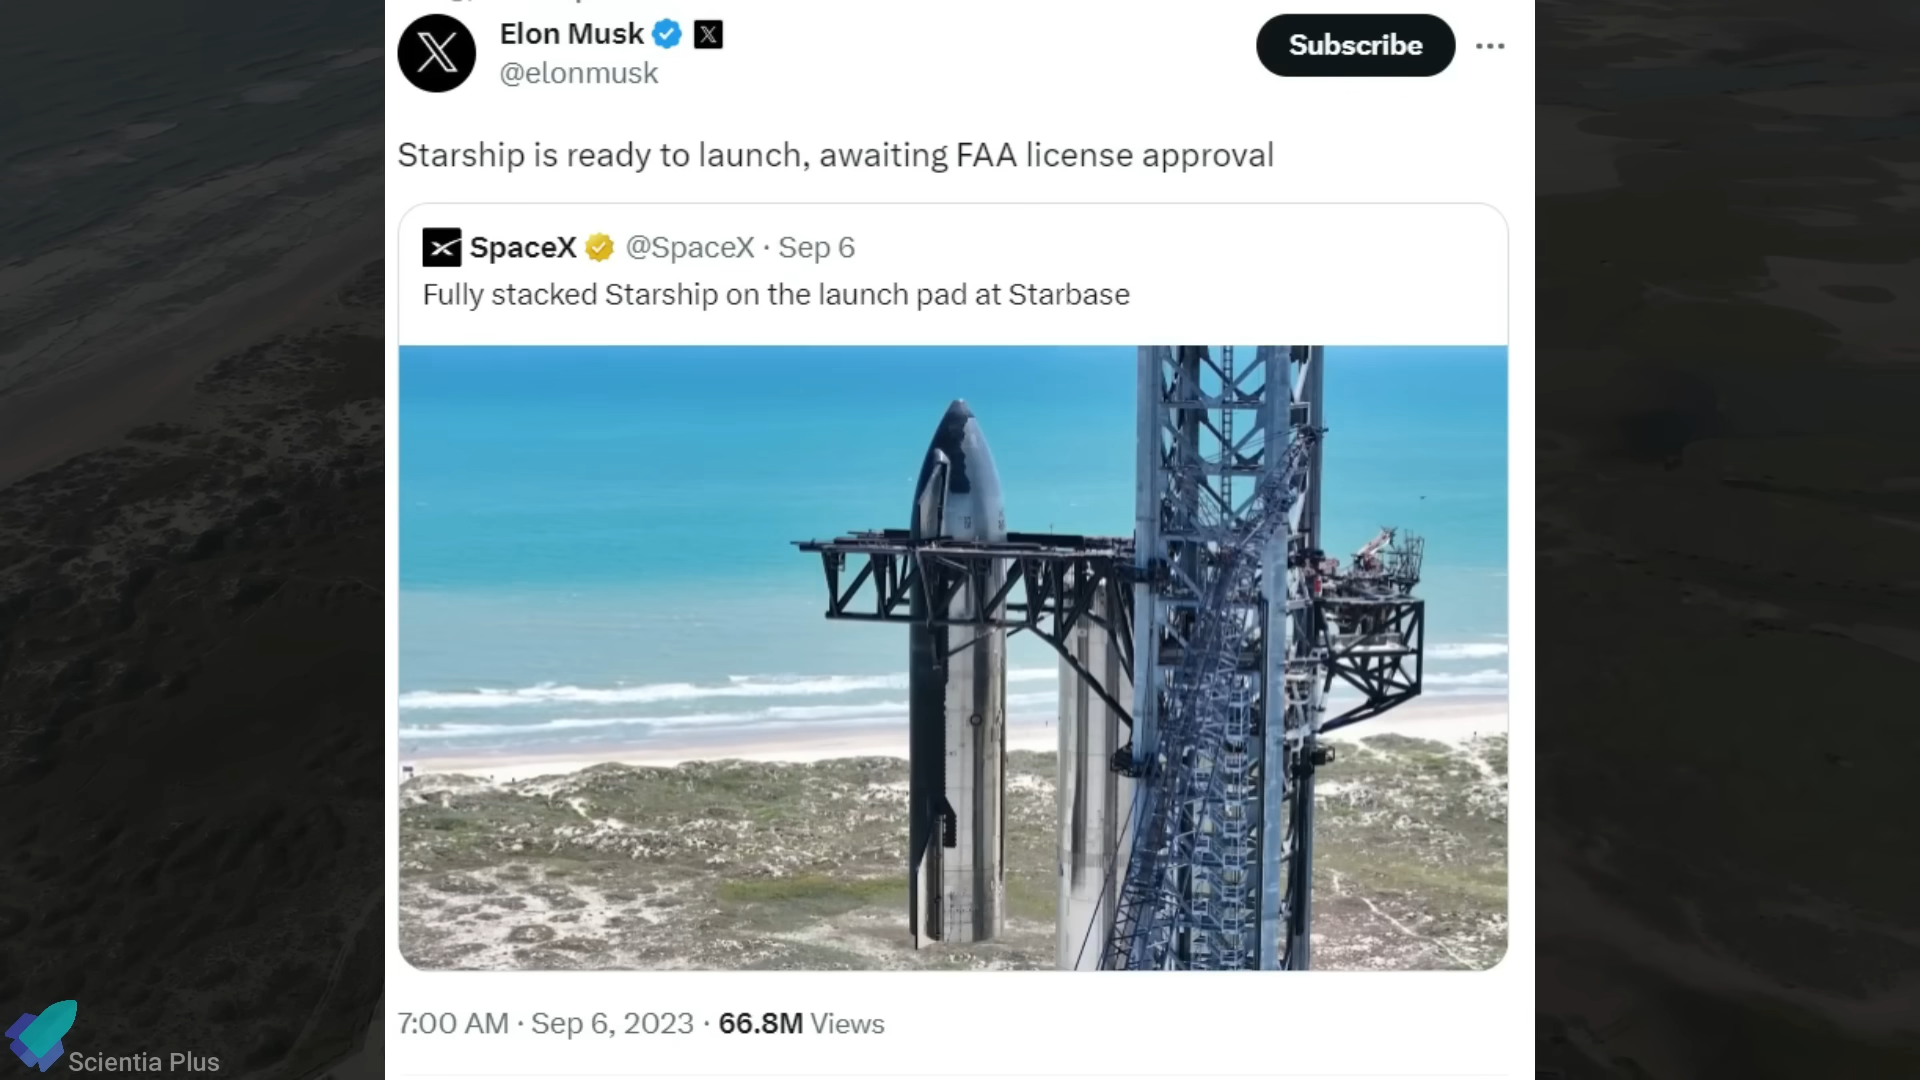 Elon Musk
@elonmusk
Subscribe
Starship is ready to launch, awaiting FAA license approval
SpaceX @SpaceX · Sep 6
Fully stacked Starship on the launch pad at Starbase
7:00 AM · Sep 6, 2023 · 66.8M Views
Scientia Plus